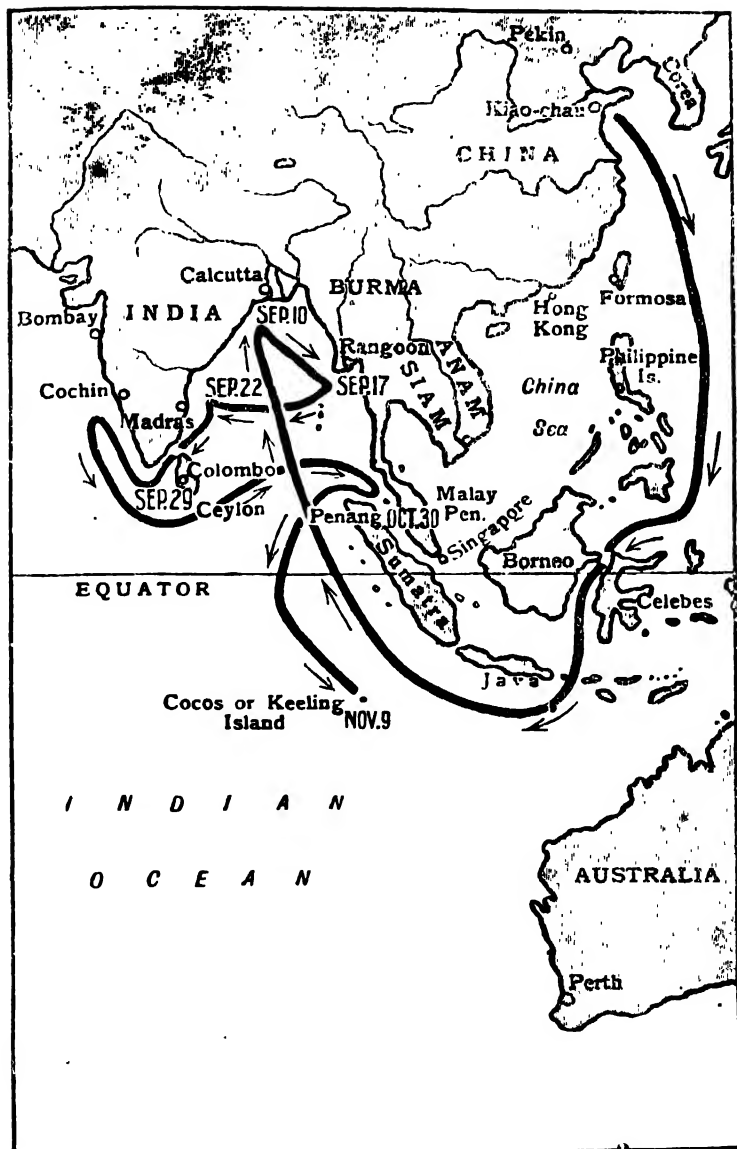 Pekin
Corea
Kiao-chau
CHINA
Calcutta
BURMA
INDIA
Formosa
Bombay
SEP.10
Hong
Kong
Rangoon
ANAM
SIAM
Philippine
Is.
SEP.22
SEP.17
China
Sea
Cochin
Madras
Colombo
SEP.29
Ceylon
Malay
Pen.
Penang OCT.30
Singapore
Sumatra
Borneo
EQUATOR
Celebes
Java
Cocos or Keeling
Island
NOV.9
INDIAN
OCEAN
AUSTRALIA
Perth